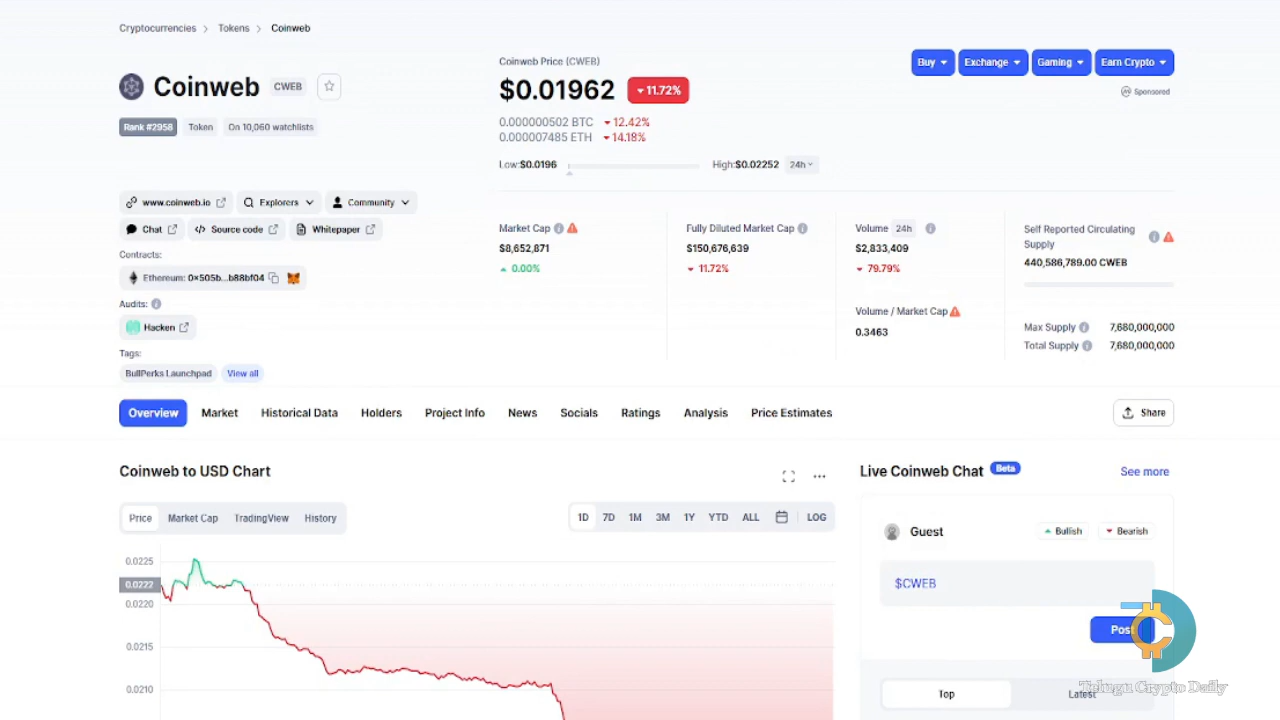 Cryptocurrencies > Tokens > Coinweb
Coinweb CWEB
Rank #2958 Token On 10,060 watchlists
www.coinweb.io Explorers Community
Chat Source code Whitepaper
Contracts:
Ethereum: 0x505b...b88bf04
Audits:
Hacken
Tags:
BullPerks Launchpad View all
Coinweb Price (CWEB)
$0.01962 11.72%
0.000000502 BTC 12.42%
0.000007485 ETH 14.18%
Low:$0.0196 High:$0.02252 24h
Buy Exchange Gaming Earn Crypto
Sponsored
Market Cap
$8,652,871
0.00%
Fully Diluted Market Cap
$150,676,639
11.72%
Volume 24h
$2,833,409
79.79%
Volume / Market Cap
0.3463
Self Reported Circulating
Supply
440,586,789.00 CWEB
Max Supply 7,680,000,000
Total Supply 7,680,000,000
Overview Market Historical Data Holders Project Info News Socials Ratings Analysis Price Estimates Share
Coinweb to USD Chart
Price Market Cap TradingView History
1D 7D 1M 3M 1Y YTD ALL LOG
0.0225
0.0222
0.0220
0.0215
0.0210
Live Coinweb Chat Beta See more
Guest Bullish Bearish
$CWEB
Post
Top Latest
Telugu Crypto Daily